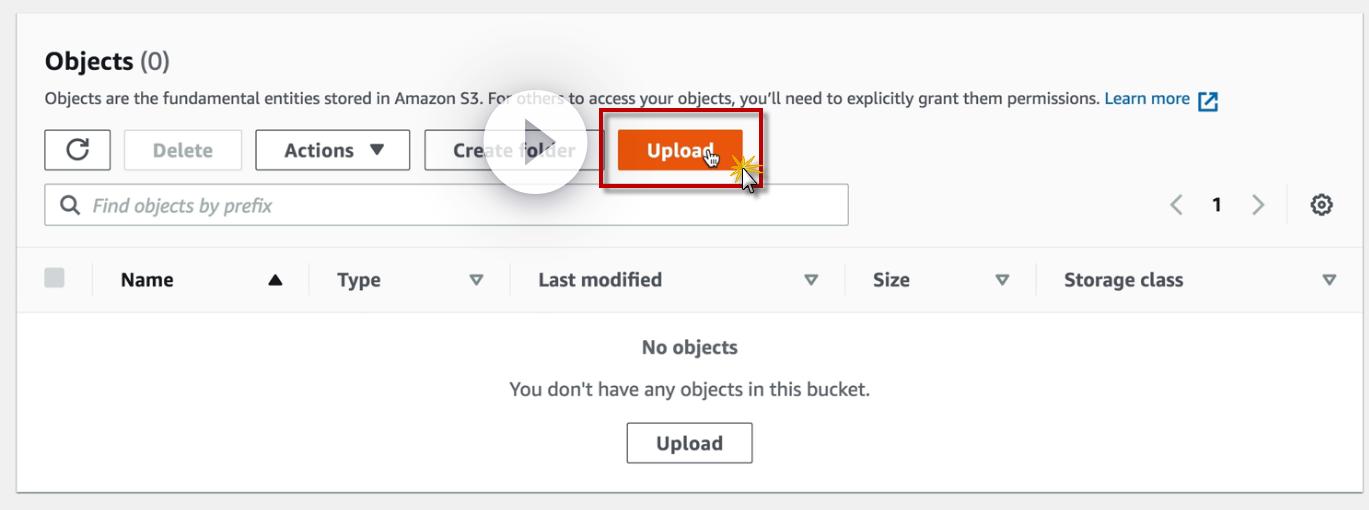 Objects (0)
Objects are the fundamental entities stored in Amazon S3. For others to access your objects, you'll need to explicitly grant them permissions. Learn more
Delete Actions Create folder Upload
Find objects by prefix 1
Name Type Last modified Size Storage class
No objects
You don't have any objects in this bucket.
Upload